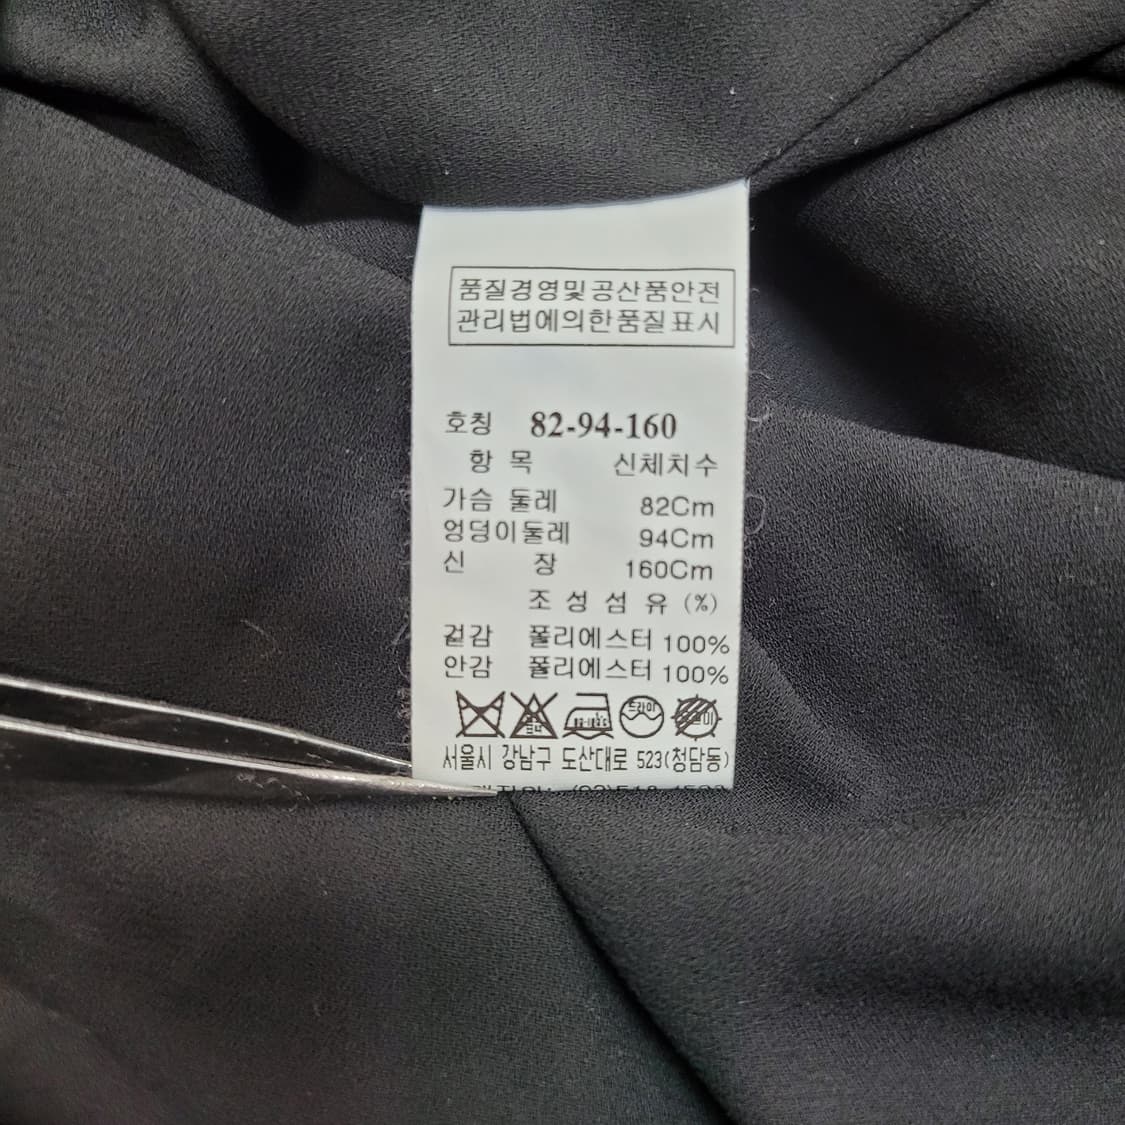 품질경영및공산품안전
관리법에의한품질표시
호칭 82-94-160
항 목 신체치수
가슴 둘레 82Cm
엉덩이둘레 94Cm
신 장 160Cm
조 성 섬 유 (%)
겉감 폴리에스터 100%
안감 폴리에스터 100%
드라이
서울시 강남구 도산대로 523(청담동)